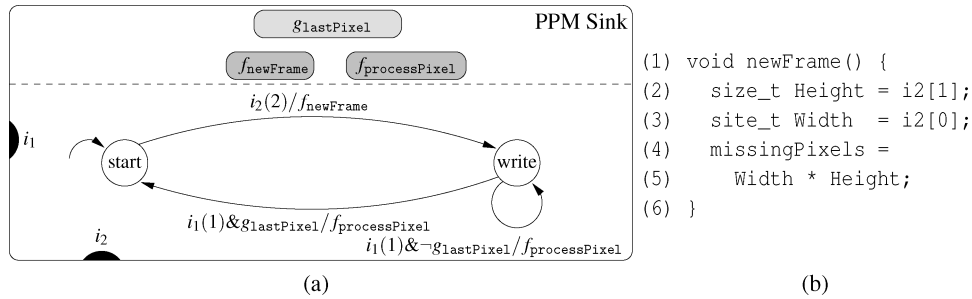 PPM Sink
g_lastPixel
f_newFrame f_processPixel
i_2(2)/f_newFrame
i_1
start
write
i_1(1)&g_lastPixel/f_processPixel
i_2
i_1(1)&¬g_lastPixel/f_processPixel
(a)
(1) void newFrame() {
(2) size_t Height = i2[1];
(3) site_t Width = i2[0];
(4) missingPixels =
(5) Width * Height;
(6) }
(b)